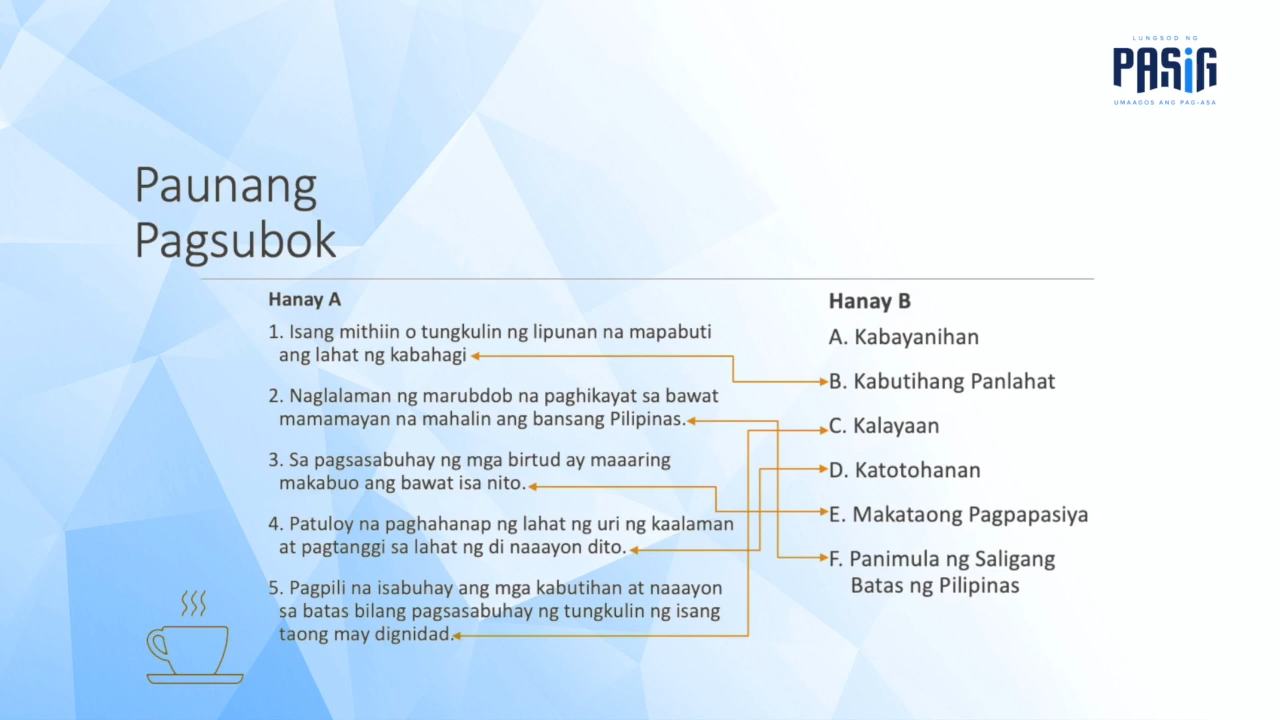 LUNGSOD NG
PASIG
UMAAGOS ANG PAG-ASA
Paunang
Pagsubok
Hanay A
1. Isang mithiin o tungkulin ng lipunan na mapabuti
ang lahat ng kabahagi
2. Naglalaman ng marubdob na paghikayat sa bawat
mamamayan na mahalin ang bansang Pilipinas.
3. Sa pagsasabuhay ng mga birtud ay maaaring
makabuo ang bawat isa nito.
4. Patuloy na paghahanap ng lahat ng uri ng kaalaman
at pagtanggi sa lahat ng di naaayon dito.
5. Pagpili na isabuhay ang mga kabutihan at naaayon
sa batas bilang pagsasabuhay ng tungkulin ng isang
taong may dignidad.
Hanay B
A. Kabayanihan
B. Kabutihang Panlahat
C. Kalayaan
D. Katotohanan
E. Makataong Pagpapasiya
F. Panimula ng Saligang
Batas ng Pilipinas